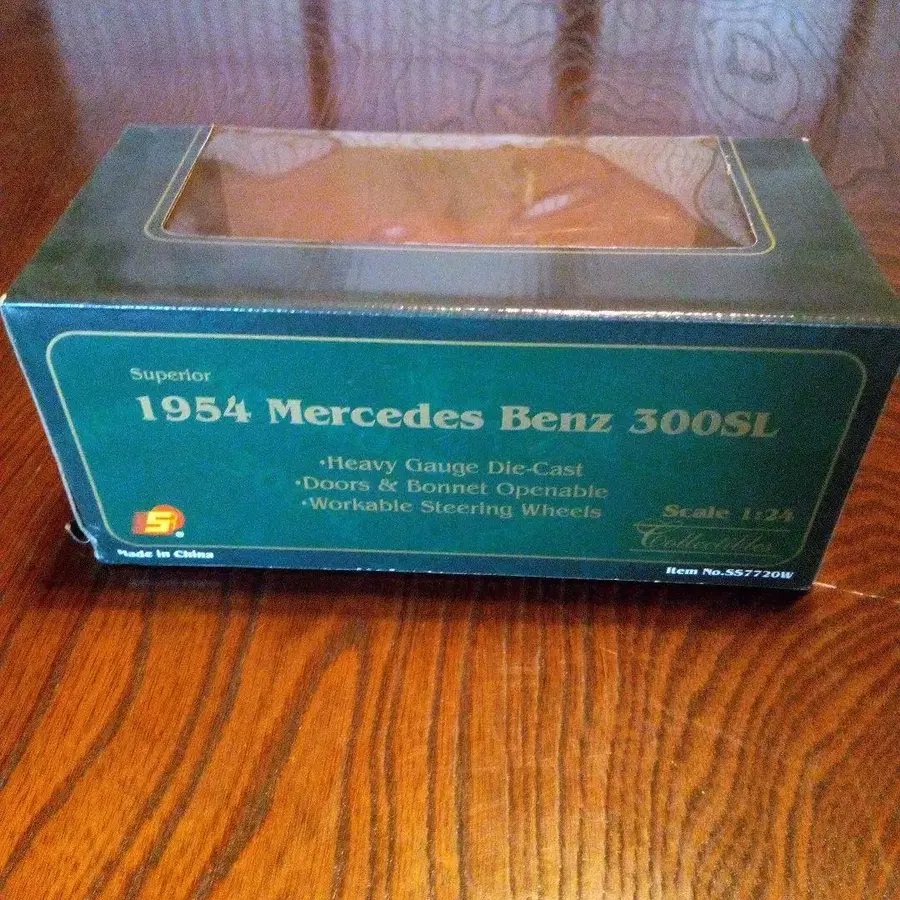 Superior
1954 Mercedes Benz 300SL
•Heavy Gauge Die-Cast
•Doors & Bonnet Openable
•Workable Steering Wheels
Scale 1:24
Collectibles
®
Made in China
Item No.SS7720W